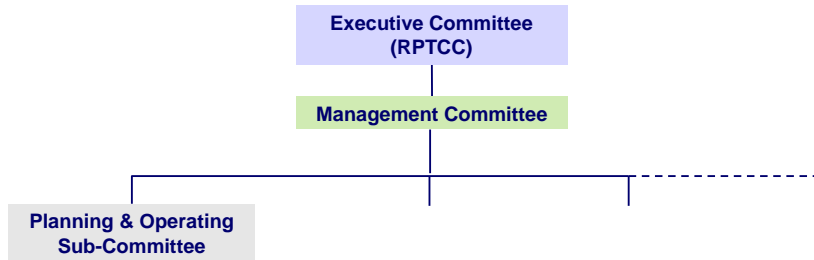 Executive Committee
(RPTCC)
Management Committee
Planning & Operating
Sub-Committee